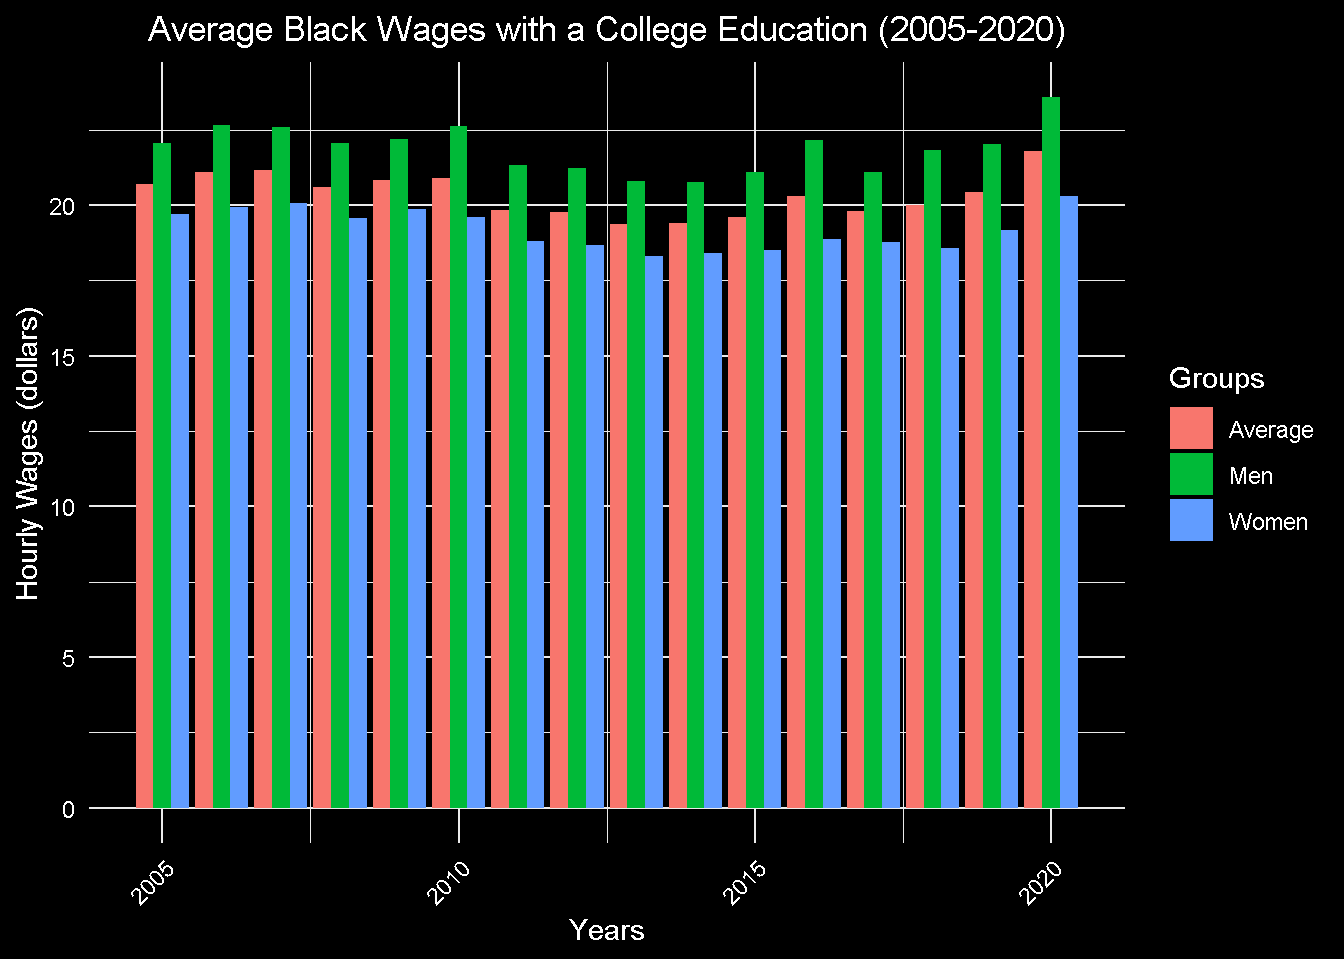 Average Black Wages with a College Education (2005-2020)
Hourly Wages (dollars)
20
15
10
5
0
2005
2010
2015
2020
Years
Groups
Average
Men
Women